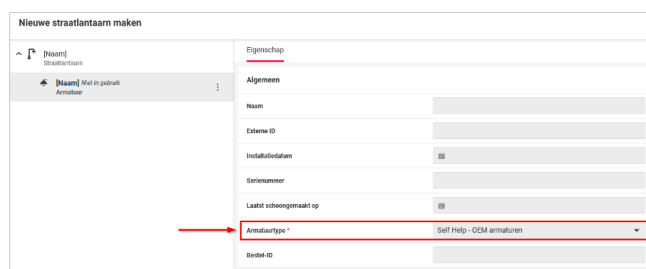 Nieuwe straatlantaarn maken
[Naam]
Straatlantaarn
[Naam] Niet in gebruik
Armatuur
Eigenschap
Algemeen
Naam
Externe ID
Installatiedatum
Serienummer
Laatst schoongemaakt op
Armatuurtype *
Self Help - OEM armaturen
Bestel-ID